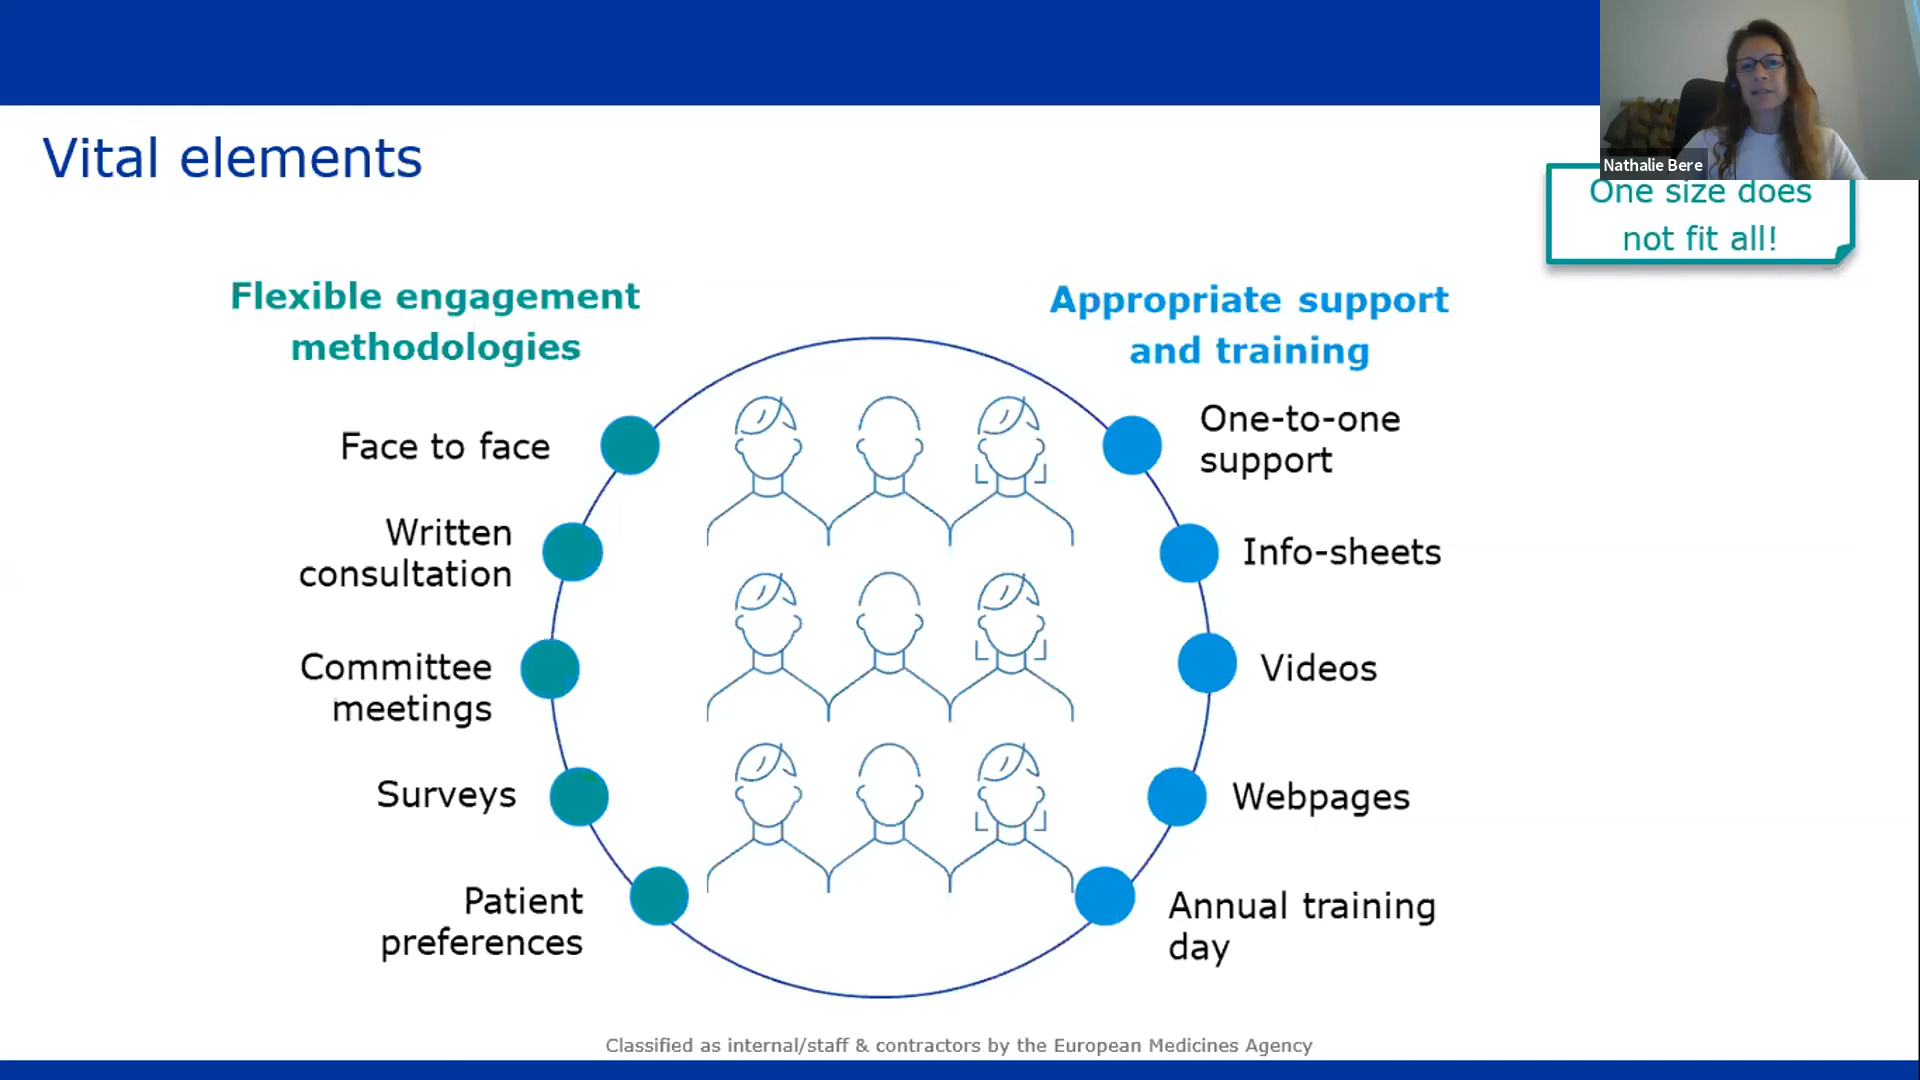 Vital elements
Nathalie Bere
One size does
not fit all!
Flexible engagement
methodologies
Face to face
Written
consultation
Committee
meetings
Surveys
Patient
preferences
Appropriate support
and training
One-to-one
support
Info-sheets
Videos
Webpages
Annual training
day
Classified as internal/staff & contractors by the European Medicines Agency